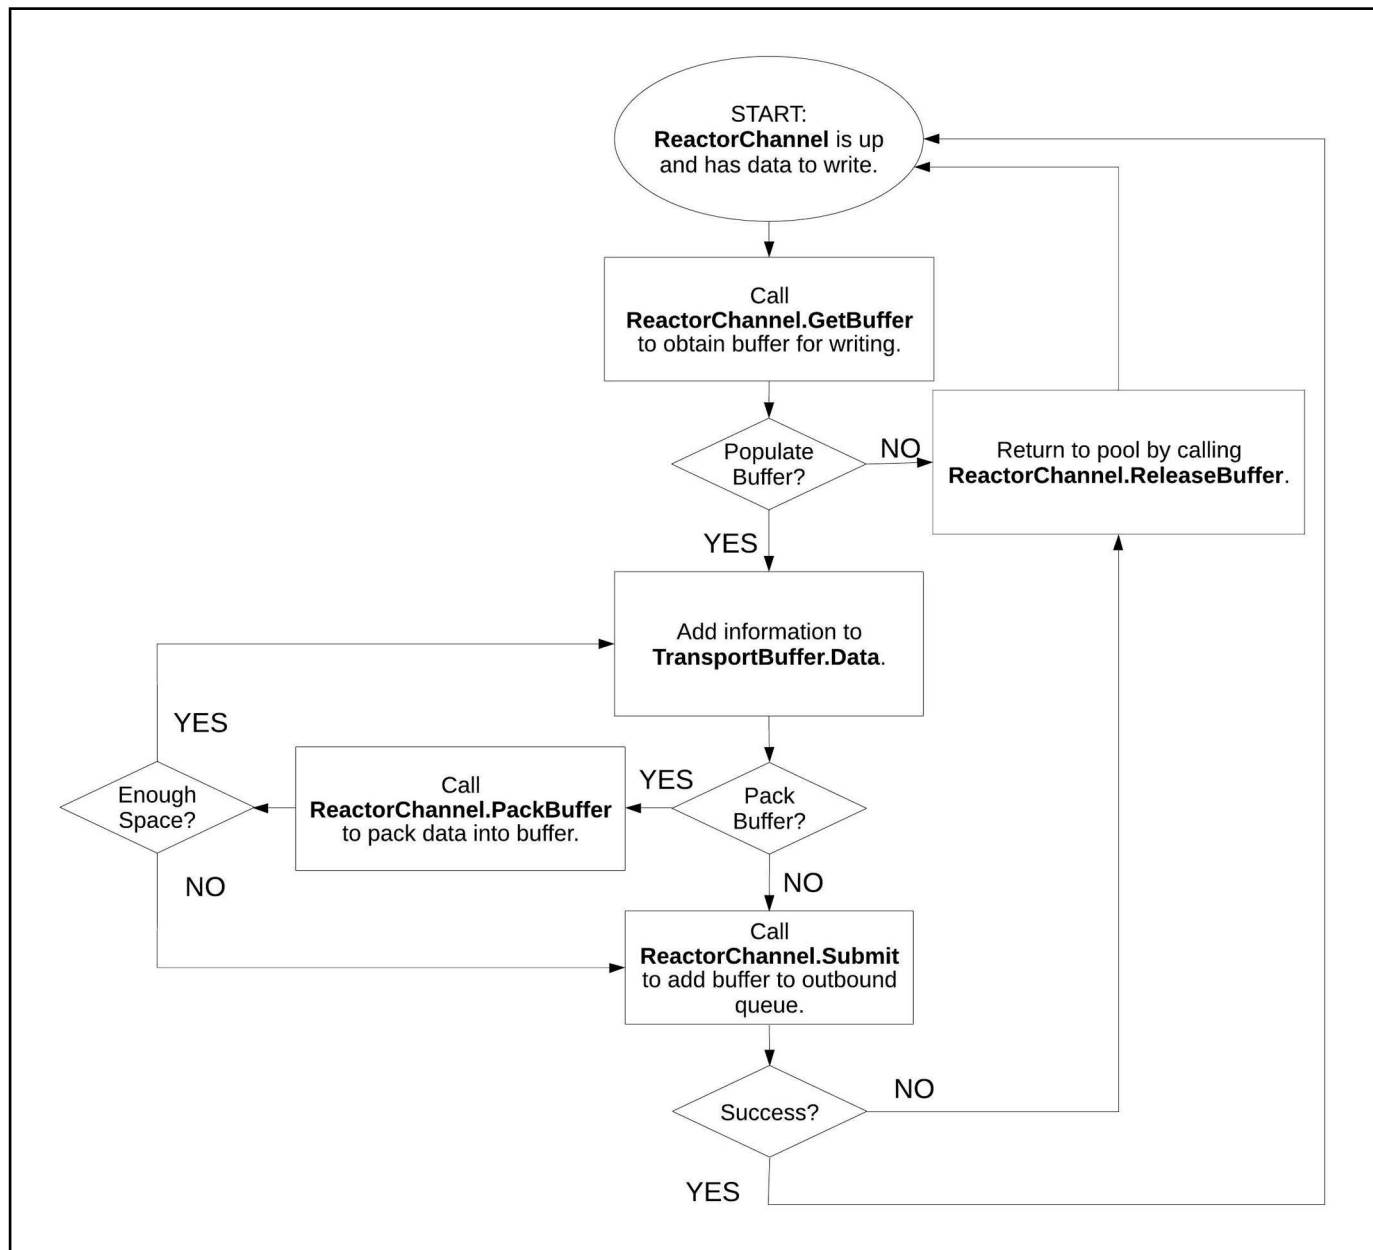 START:
ReactorChannel is up
and has data to write.
Call
ReactorChannel.GetBuffer
to obtain buffer for writing.
Populate
Buffer?
NO
Return to pool by calling
ReactorChannel.ReleaseBuffer.
YES
Add information to
TransportBuffer.Data.
YES
Enough
Space?
Call
ReactorChannel.PackBuffer
to pack data into buffer.
YES
Pack
Buffer?
NO
NO
Call
ReactorChannel.Submit
to add buffer to outbound
queue.
Success?
NO
YES